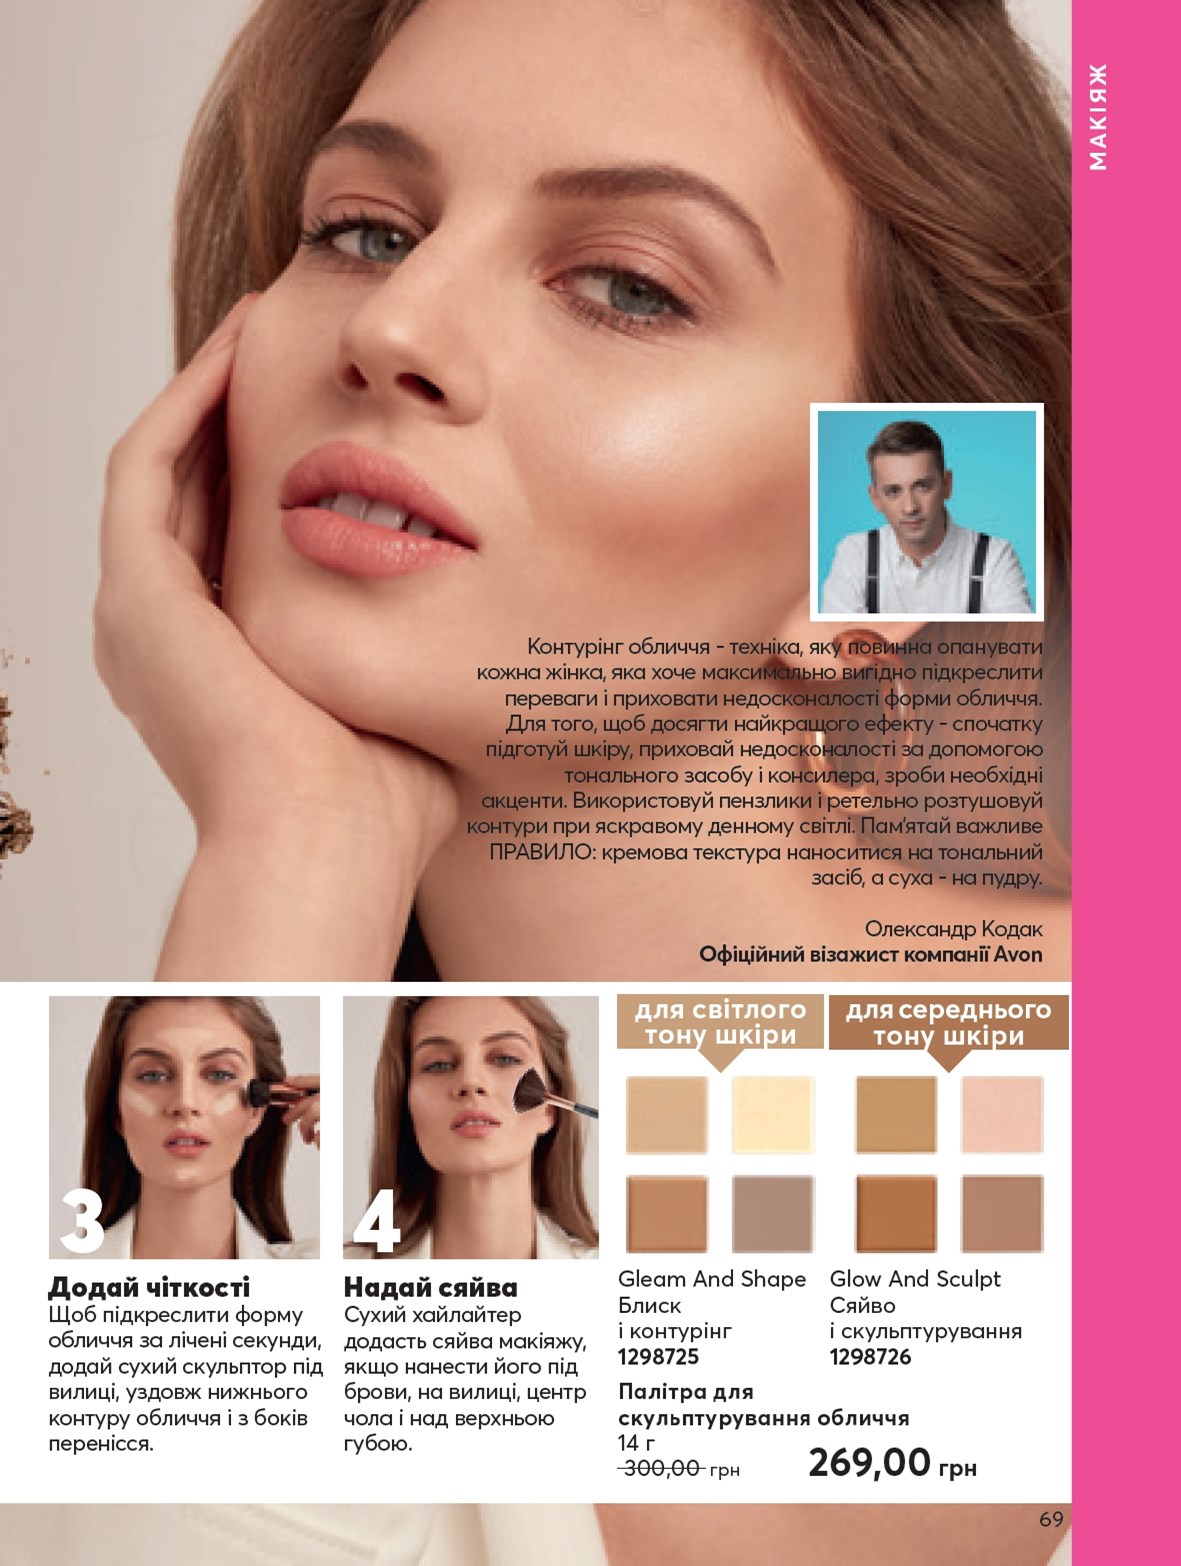 МАКІЯЖ
Контурінг обличчя - техніка, яку повинна опанувати
кожна жінка, яка хоче максимально вигідно підкреслити
переваги і приховати недосконалості форми обличчя.
Для того, щоб досягти найкращого ефекту - спочатку
підготуй шкіру, приховай недосконалості за допомогою
тонального засобу і консилера, зроби необхідні
акценти. Використовуй пензлики і ретельно розтушовуй
контури при яскравому денному світлі. Пам'ятай важливе
ПРАВИЛО: кремова текстура наноситися на тональний
засіб, а суха - на пудру.
Олександр Кодак
Офіційний візажист компанії Avon
3
Додай чіткості
Щоб підкреслити форму
обличчя за лічені секунди,
додай сухий скульптор під
вилиці, уздовж нижнього
контуру обличчя і з боків
перенісся.
4
Надай сяйва
Сухий хайлайтер
додасть сяйва макіяжу,
якщо нанести його під
брови, на вилиці, центр
чола і над верхньою
губою.
для світлого
тону шкіри
для середнього
тону шкіри
Gleam And Shape
Блиск
і контурінг
1298725
Glow And Sculpt
Сяйво
і скульптурування
1298726
Палітра для
скульптурування обличчя
14 г
300,00 грн
269,00 грн
69